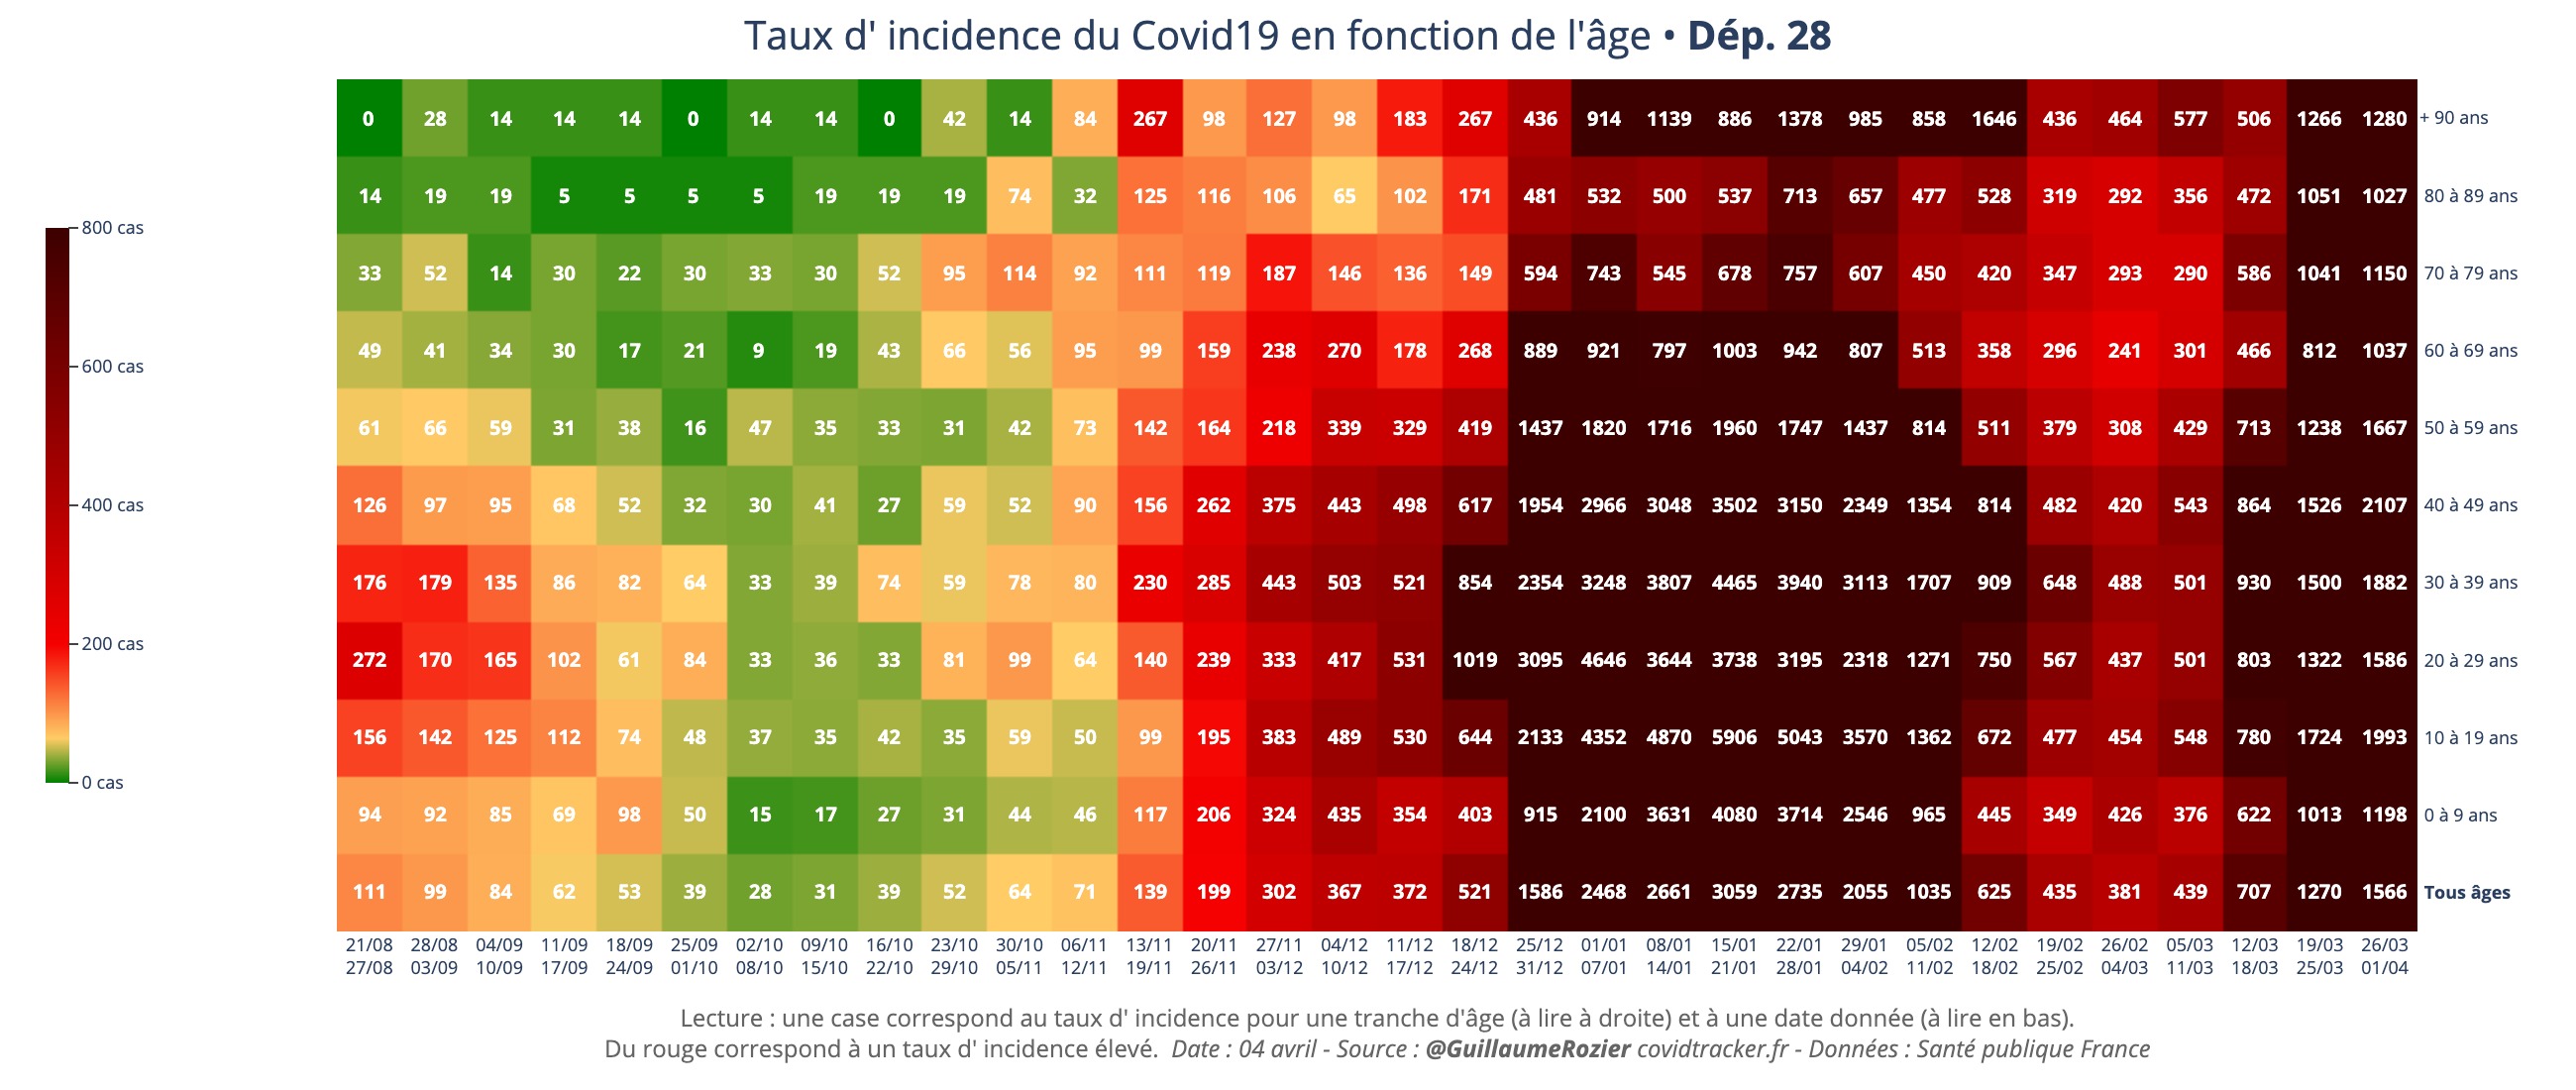 Taux d' incidence du Covid19 en fonction de l'âge • Dép. 28
800 cas
600 cas
400 cas
200 cas
0 cas
0 28 14 14 14 0 14 14 0 42 14 84 267 98 127 98 183 267 436 914 1139 886 1378 985 858 1646 436 464 577 506 1266 1280 + 90 ans
14 19 19 5 5 5 5 19 19 19 74 32 125 116 106 65 102 171 481 532 500 537 713 657 477 528 319 292 356 472 1051 1027 80 à 89 ans
33 52 14 30 22 30 33 30 52 95 114 92 111 119 187 146 136 149 594 743 545 678 757 607 450 420 347 293 290 586 1041 1150 70 à 79 ans
49 41 34 30 17 21 9 19 43 66 56 95 99 159 238 270 178 268 889 921 797 1003 942 807 513 358 296 241 301 466 812 1037 60 à 69 ans
61 66 59 31 38 16 47 35 33 31 42 73 142 164 218 339 329 419 1437 1820 1716 1960 1747 1437 814 511 379 308 429 713 1238 1667 50 à 59 ans
126 97 95 68 52 32 30 41 27 59 52 90 156 262 375 443 498 617 1954 2966 3048 3502 3150 2349 1354 814 482 420 543 864 1526 2107 40 à 49 ans
176 179 135 86 82 64 33 39 74 59 78 80 230 285 443 503 521 854 2354 3248 3807 4465 3940 3113 1707 909 648 488 501 930 1500 1882 30 à 39 ans
272 170 165 102 61 84 33 36 33 81 99 64 140 239 333 417 531 1019 3095 4646 3644 3738 3195 2318 1271 750 567 437 501 803 1322 1586 20 à 29 ans
156 142 125 112 74 48 37 35 42 35 59 50 99 195 383 489 530 644 2133 4352 4870 5906 5043 3570 1362 672 477 454 548 780 1724 1993 10 à 19 ans
94 92 85 69 98 50 15 17 27 31 44 46 117 206 324 435 354 403 915 2100 3631 4080 3714 2546 965 445 349 426 376 622 1013 1198 0 à 9 ans
111 99 84 62 53 39 28 31 39 52 64 71 139 199 302 367 372 521 1586 2468 2661 3059 2735 2055 1035 625 435 381 439 707 1270 1566 Tous âges
21/08 28/08 04/09 11/09 18/09 25/09 02/10 09/10 16/10 23/10 30/10 06/11 13/11 20/11 27/11 04/12 11/12 18/12 25/12 01/01 08/01 15/01 22/01 29/01 05/02 12/02 19/02 26/02 05/03 12/03 19/03 26/03
27/08 03/09 10/09 17/09 24/09 01/10 08/10 15/10 22/10 29/10 05/11 12/11 19/11 26/11 03/12 10/12 17/12 24/12 31/12 07/01 14/01 21/01 28/01 04/02 11/02 18/02 25/02 04/03 11/03 18/03 25/03 01/04
Lecture : une case correspond au taux d' incidence pour une tranche d'âge (à lire à droite) et à une date donnée (à lire en bas).
Du rouge correspond à un taux d' incidence élevé. Date : 04 avril - Source : @GuillaumeRozier covidtracker.fr - Données : Santé publique France